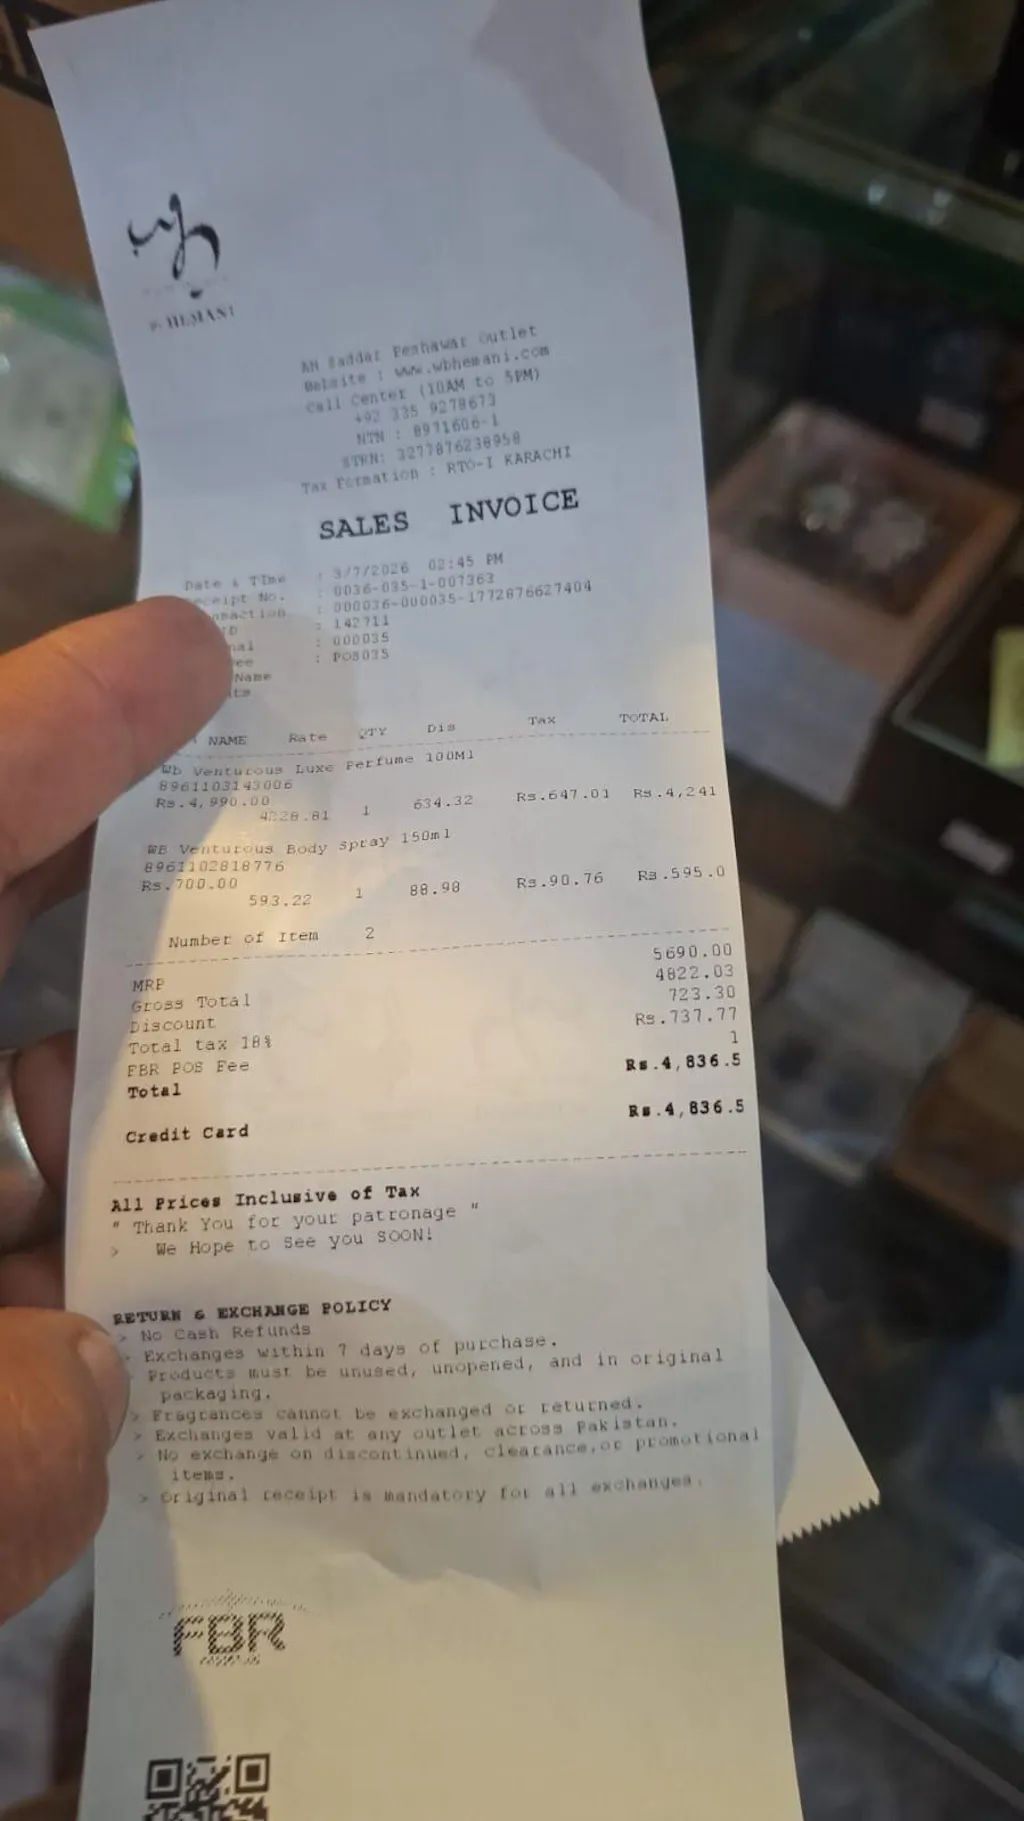 wb
HEMANI
AN Saddar Peshawar Outlet
Website : www.wbhemani.com
Call Center (10AM to 5PM)
+92 335 9278673
NTN : 8971606-1
STRN: 3277876238958
Tax Formation : RTO-I KARACHI
SALES INVOICE
Date & Time : 3/7/2026 02:45 PM
Receipt No. : 0036-035-1-007363
: 000036-000035-1772876627404
: 142711
: 000035
: POS035
Name
NAME Rate QTY Dis Tax TOTAL
Wb Venturous Luxe Perfume 100Ml
8961103143006
Rs.4,990.00
4228.81 1 634.32 Rs.647.01 Rs.4,241
WB Venturous Body spray 150ml
8961102818776
Rs.700.00
593.22 1 88.98 Rs.90.76 Rs.595.0
Number of Item 2
MRP 5690.00
Gross Total 4822.03
Discount 723.30
Total tax 18% Rs.737.77
FBR POS Fee 1
Total Rs.4,836.5
Credit Card Rs.4,836.5
All Prices Inclusive of Tax
" Thank You for your patronage "
> We Hope to See you SOON!
RETURN & EXCHANGE POLICY
> No Cash Refunds
> Exchanges within 7 days of purchase.
> Products must be unused, unopened, and in original
packaging.
> Fragrances cannot be exchanged or returned.
> Exchanges valid at any outlet across Pakistan.
> No exchange on discontinued, clearance,or promotional
items.
> Original receipt is mandatory for all exchanges.
FBR